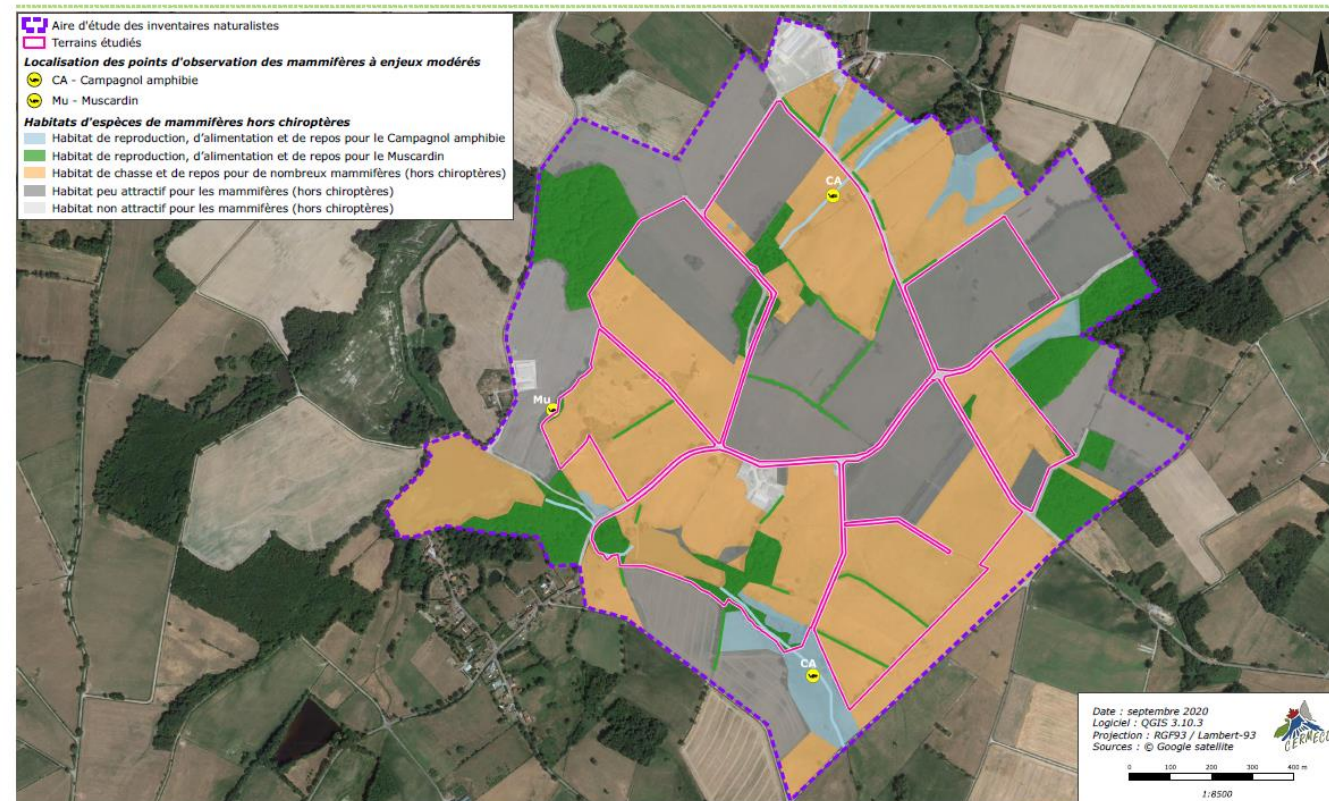 Aire d'étude des inventaires naturalistes
Terrains étudiés
Localisation des points d'observation des mammifères à enjeux modérés
CA - Campagnol amphibie
Mu - Muscardin
Habitats d'espèces de mammifères hors chiroptères
Habitat de reproduction, d'alimentation et de repos pour le Campagnol amphibie
Habitat de reproduction, d'alimentation et de repos pour le Muscardin
Habitat de chasse et de repos pour de nombreux mammifères (hors chiroptères)
Habitat peu attractif pour les mammifères (hors chiroptères)
Habitat non attractif pour les mammifères (hors chiroptères)
N
CA
Mu
CA
Date : septembre 2020
Logiciel : QGIS 3.10.3
Projection : RGF93 / Lambert-93
Sources : © Google satellite
0 100 200 300 400 m
1:8500